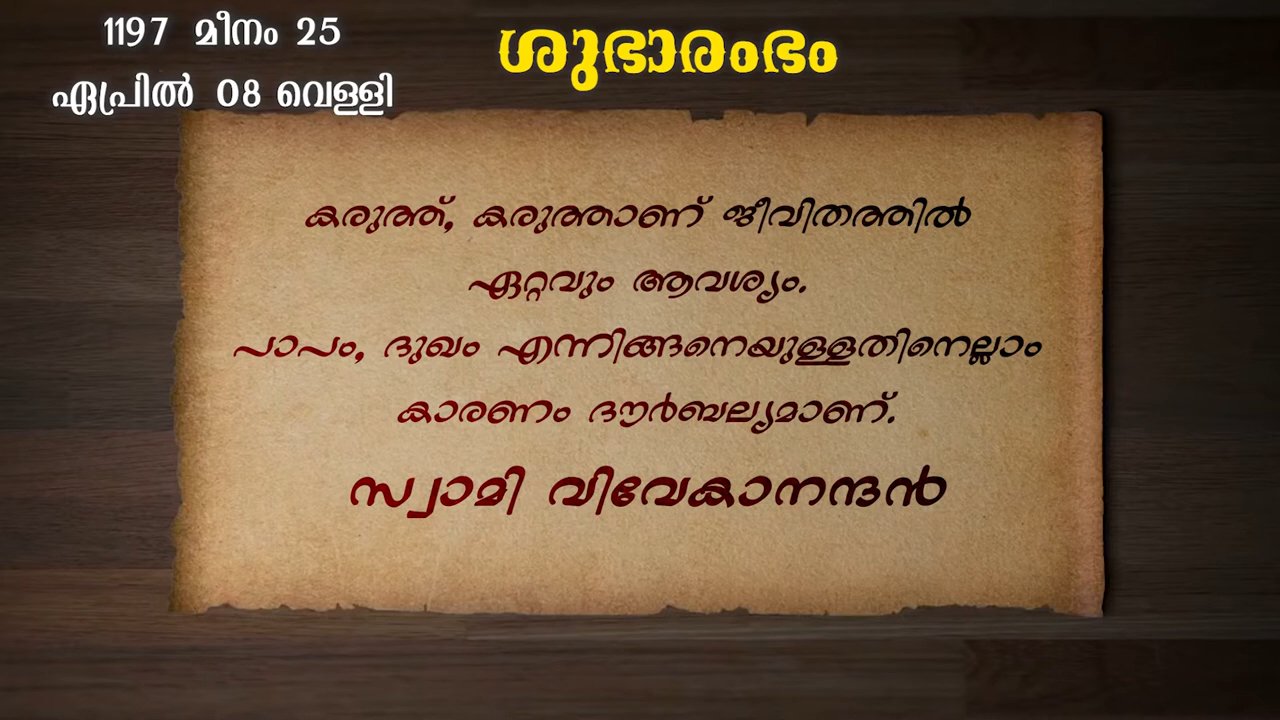 1197 മീനം 25
ഏപ്രിൽ 08 വെള്ളി
ശുഭാരംഭം
കരുത്ത്, കരുത്താണ് ജീവിതത്തിൽ
ഏറ്റവും ആവശ്യം.
പാപം, ദുഖം എന്നിങ്ങനെയുള്ളതിനെല്ലാം
കാരണം ദൗർബല്യമാണ്.
സ്വാമി വിവേകാനന്ദൻ